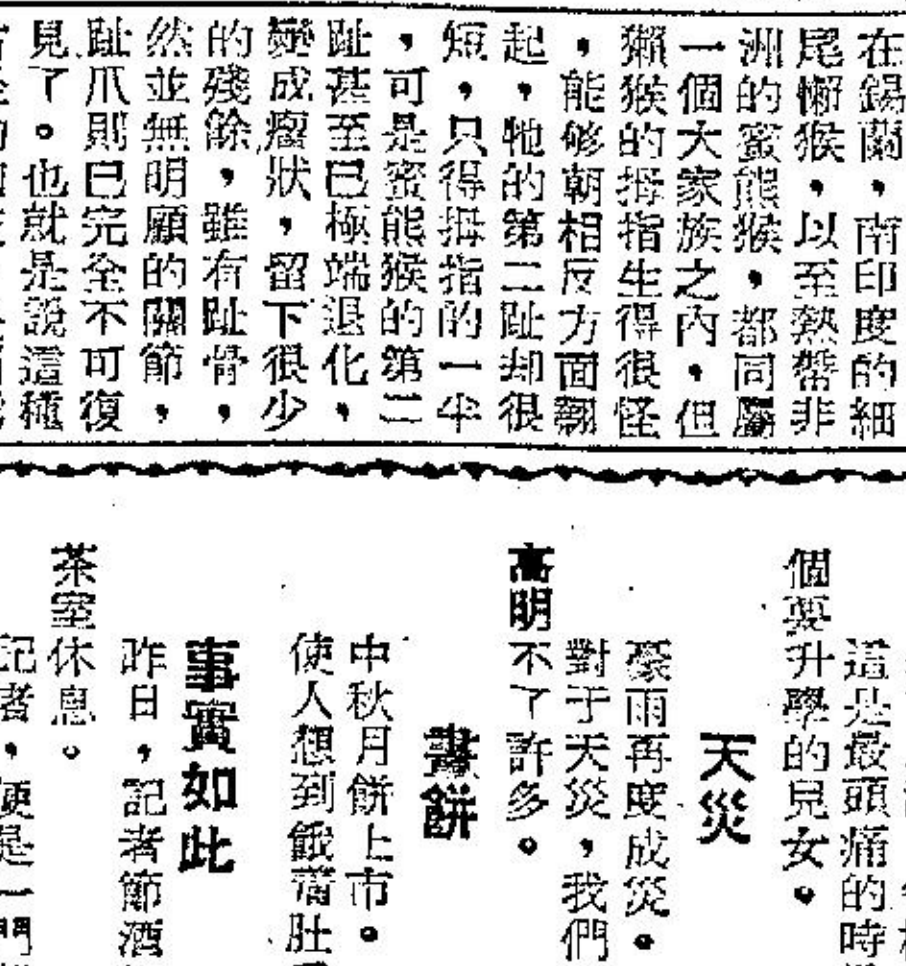 在錫蘭，南印度的細
尾懶猴，以至熱帶非
洲的蜜熊猴，都同屬
一個大家族之內，但
獺猴的拇指生得很怪
，能够朝相反方面翻
起，牠的第二趾却很
短，只得拇指的一半
，可是蜜能猴的第二
趾甚至已極端退化，
變成瘤狀，留下很少
的殘餘，雖有趾骨，
然並無明顧的關節，
趾爪則已完全不可復
見了。也就是說這種
這是最頭痛的時
個要升學的兒女。
天災
豪雨再度成災。
對于天災，我們
高明不了許多。
畫餅
中秋月餅上市。
使人想到餓着肚
事實如此
昨日，記者節酒
茶室休息。
記者，便是一門